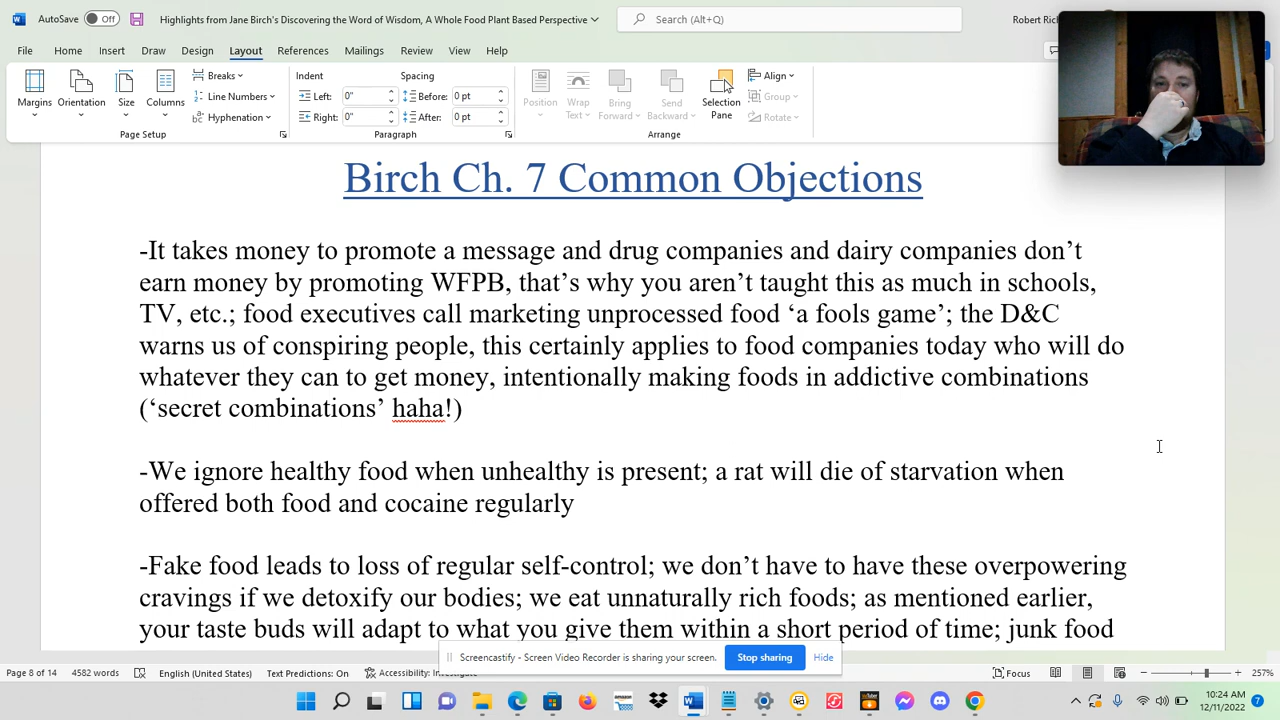 AutoSave Off Highlights from Jane Birch's Discovering the Word of Wisdom, A Whole Food Plant Based Perspective Search (Alt+Q) Robert Ric
File Home Insert Draw Design Layout References Mailings Review View Help
Margins Orientation Size Columns
Breaks
Line Numbers
Hyphenation
Page Setup
Indent Spacing
Left: 0" Before: 0 pt
Right: 0" After: 0 pt
Paragraph
Position Wrap Text Bring Forward Send Backward Selection Pane
Align
Group
Rotate
Arrange
Birch Ch. 7 Common Objections
-It takes money to promote a message and drug companies and dairy companies don’t
earn money by promoting WFPB, that’s why you aren’t taught this as much in schools,
TV, etc.; food executives call marketing unprocessed food ‘a fools game’; the D&C
warns us of conspiring people, this certainly applies to food companies today who will do
whatever they can to get money, intentionally making foods in addictive combinations
(‘secret combinations’ haha!)
-We ignore healthy food when unhealthy is present; a rat will die of starvation when
offered both food and cocaine regularly
-Fake food leads to loss of regular self-control; we don’t have to have these overpowering
cravings if we detoxify our bodies; we eat unnaturally rich foods; as mentioned earlier,
your taste buds will adapt to what you give them within a short period of time; junk food
Screencastify - Screen Video Recorder is sharing your screen. Stop sharing Hide
Page 8 of 14 4582 words English (United States) Text Predictions: On Accessibility: Investigate Focus 257%
10:24 AM
12/11/2022 7